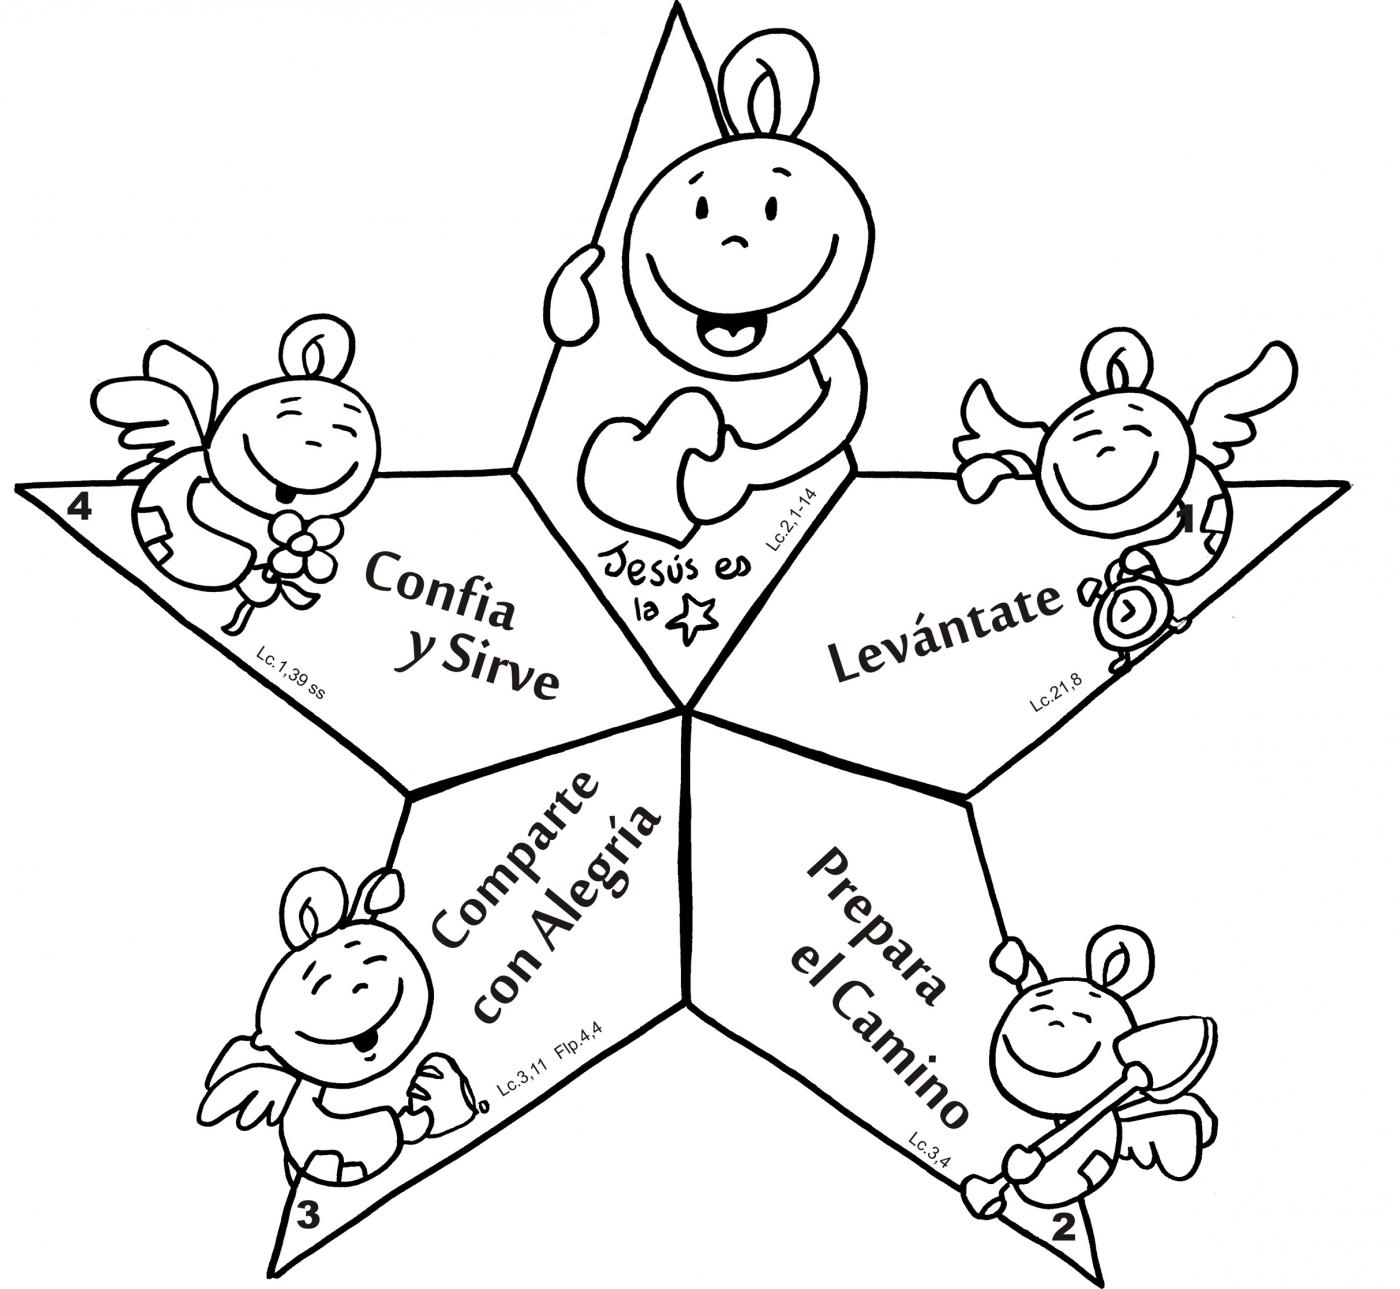 Jesús es
la
Lc.2,1-14
1
Levántate
Lc.21,8
Prepara
el Camino
Lc.3,4
2
Comparte
con Alegría
Lc.3,11 Flp.4,4
3
4
Confia
y Sirve
Lc.1,39 ss